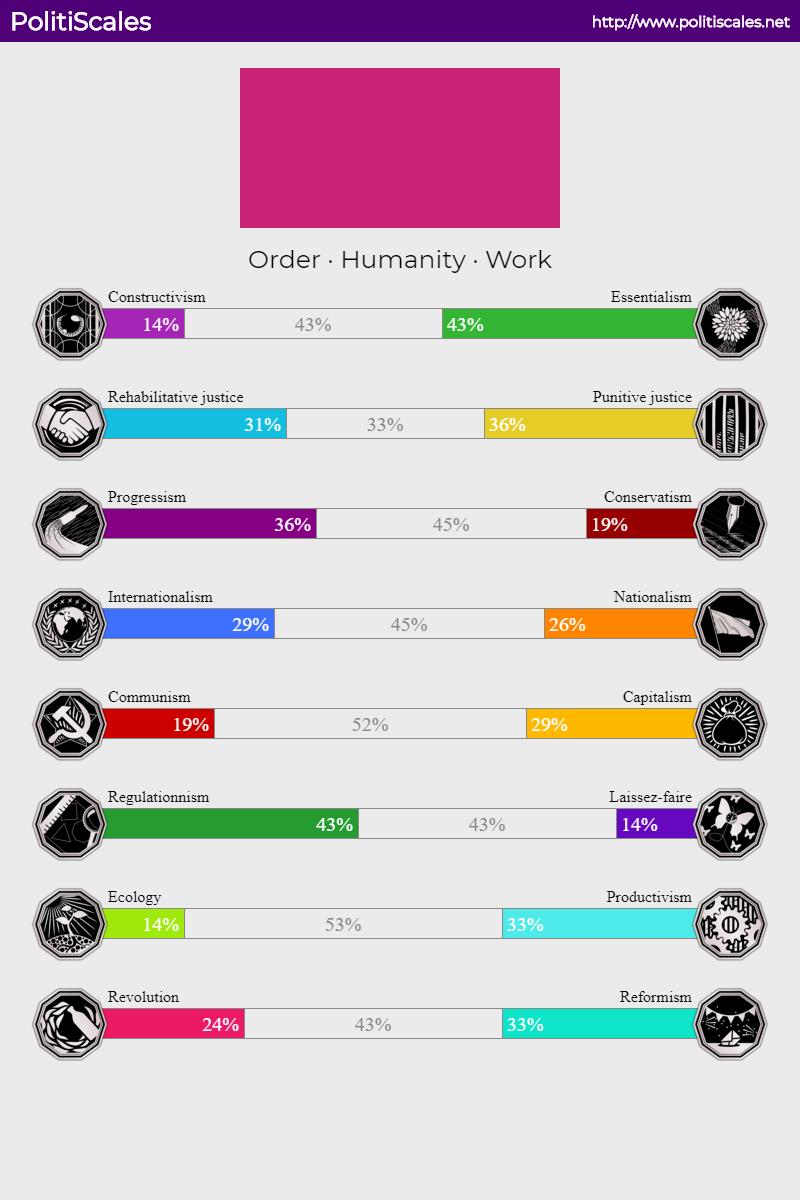 PolitiScales http://www.politiscales.net
Order · Humanity · Work
Constructivism Essentialism
14% 43% 43%
Rehabilitative justice Punitive justice
31% 33% 36%
Progressism Conservatism
36% 45% 19%
Internationalism Nationalism
29% 45% 26%
Communism Capitalism
19% 52% 29%
Regulationnism Laissez-faire
43% 43% 14%
Ecology Productivism
14% 53% 33%
Revolution Reformism
24% 43% 33%